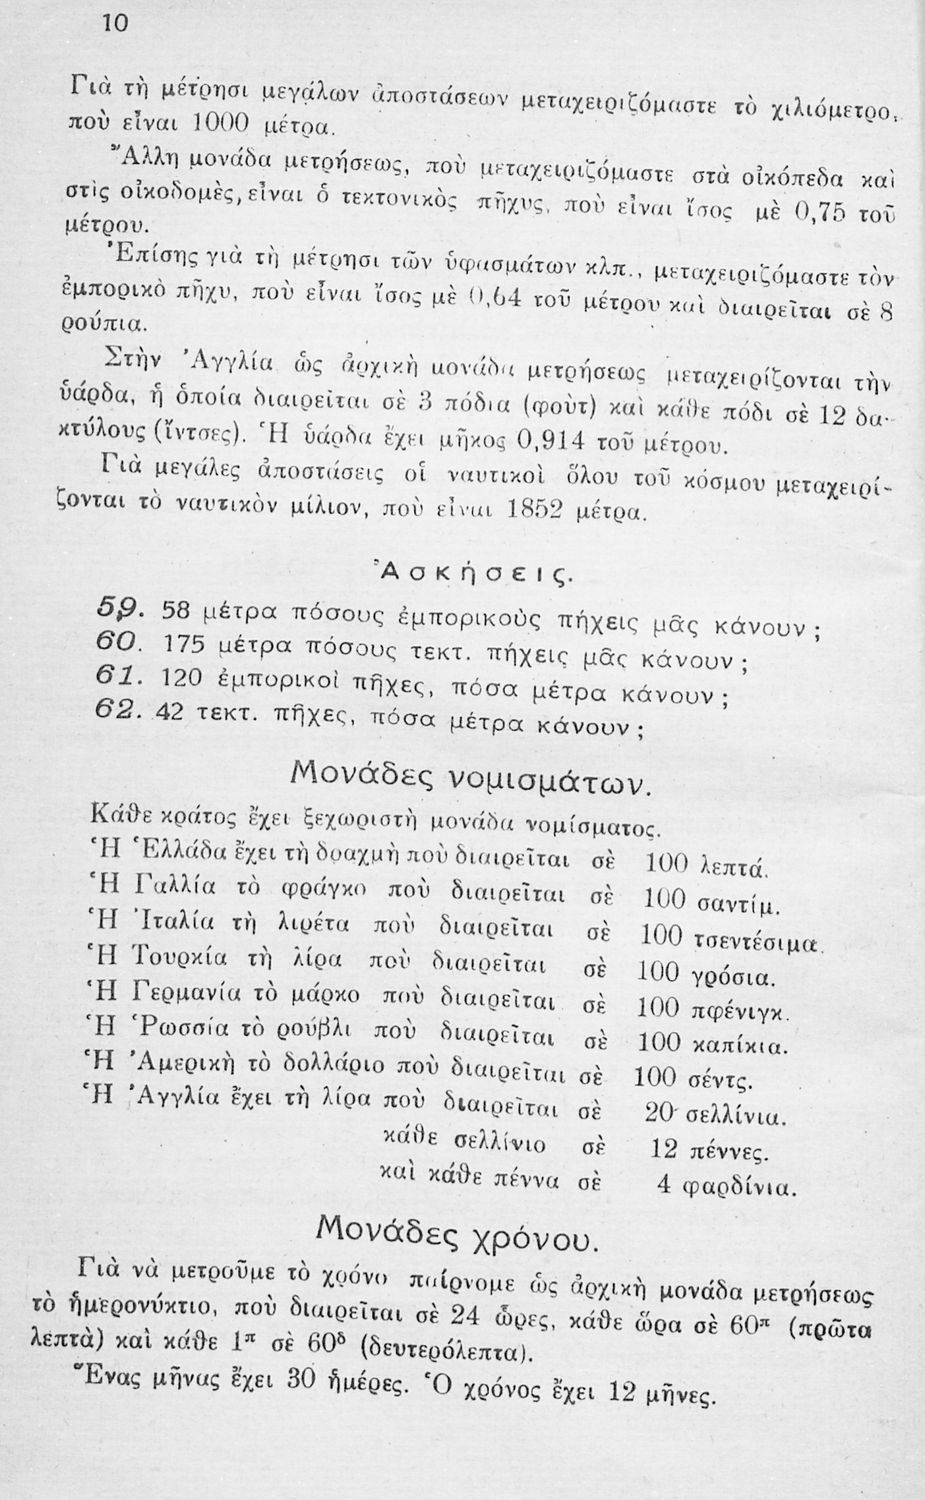 10
Γιὰ τὴ μέτρησι μεγάλων ἀποστάσεων μεταχειριζόμαστε τὸ χιλιόμετρο,
ποὺ εἶναι 1000 μέτρα.
Ἄλλη μονάδα μετρήσεως, ποὺ μεταχειριζόμαστε στὰ οἰκόπεδα καὶ
στὶς οἰκοδομὲς, εἶναι ὁ τεκτονικὸς πῆχυς, ποὺ εἶναι ἴσος μὲ 0,75 τοῦ
μέτρου.
Ἐπίσης γιὰ τὴ μέτρησι τῶν ὑφασμάτων κλπ., μεταχειριζόμαστε τὸν
ἐμπορικὸ πῆχυ, ποὺ εἶναι ἴσος μὲ 0,64 τοῦ μέτρου καὶ διαιρεῖται σὲ 8
ρούπια.
Στὴν Ἀγγλία ὡς ἀρχικὴ μονάδα μετρήσεως μεταχειρίζονται τὴν
ὑάρδα, ἡ ὁποία διαιρεῖται σὲ 3 πόδια (φοὺτ) καὶ κάθε πόδι σὲ 12 δα-
κτύλους (ἴντσες). Ἡ ὑάρδα ἔχει μῆκος 0,914 τοῦ μέτρου.
Γιὰ μεγάλες ἀποστάσεις οἱ ναυτικοὶ ὅλου τοῦ κόσμου μεταχειρί-
ζονται τὸ ναυτικὸν μίλιον, ποὺ εἶναι 1852 μέτρα.
Ἀσκήσεις.
59. 58 μέτρα πόσους ἐμπορικοὺς πήχεις μᾶς κάνουν;
60. 175 μέτρα πόσους τεκτ. πήχεις μᾶς κάνουν;
61. 120 ἐμπορικοὶ πῆχες, πόσα μέτρα κάνουν;
62. 42 τεκτ. πῆχες, πόσα μέτρα κάνουν;
Μονάδες νομισμάτων.
Κάθε κράτος ἔχει ξεχωριστὴ μονάδα νομίσματος.
Ἡ Ἑλλάδα ἔχει τὴ δραχμὴ ποὺ διαιρεῖται σὲ 100 λεπτά.
Ἡ Γαλλία τὸ φράγκο ποὺ διαιρεῖται σὲ 100 σαντίμ.
Ἡ Ἰταλία τὴ λιρέτα ποὺ διαιρεῖται σὲ 100 τσεντέσιμα.
Ἡ Τουρκία τὴ λίρα ποὺ διαιρεῖται σὲ 100 γρόσια.
Ἡ Γερμανία τὸ μάρκο ποὺ διαιρεῖται σὲ 100 πφένιγκ.
Ἡ Ῥωσσία τὸ ρούβλι ποὺ διαιρεῖται σὲ 100 καπίκια.
Ἡ Ἀμερικὴ τὸ δολλάριο ποὺ διαιρεῖται σὲ 100 σέντς.
Ἡ Ἀγγλία ἔχει τὴ λίρα ποὺ διαιρεῖται σὲ 20 σελλίνια.
κάθε σελλίνιο σὲ 12 πέννες.
καὶ κάθε πέννα σὲ 4 φαρδίνια.
Μονάδες χρόνου.
Γιὰ νὰ μετροῦμε τὸ χρόνο παίρνομε ὡς ἀρχικὴ μονάδα μετρήσεως
τὸ ἡμερονύκτιο, ποὺ διαιρεῖται σὲ 24 ὧρες, κάθε ὥρα σὲ 60π (πρῶτα
λεπτὰ) καὶ κάθε 1π σὲ 60δ (δευτερόλεπτα).
Ἕνας μῆνας ἔχει 30 ἡμέρες. Ὁ χρόνος ἔχει 12 μῆνες.